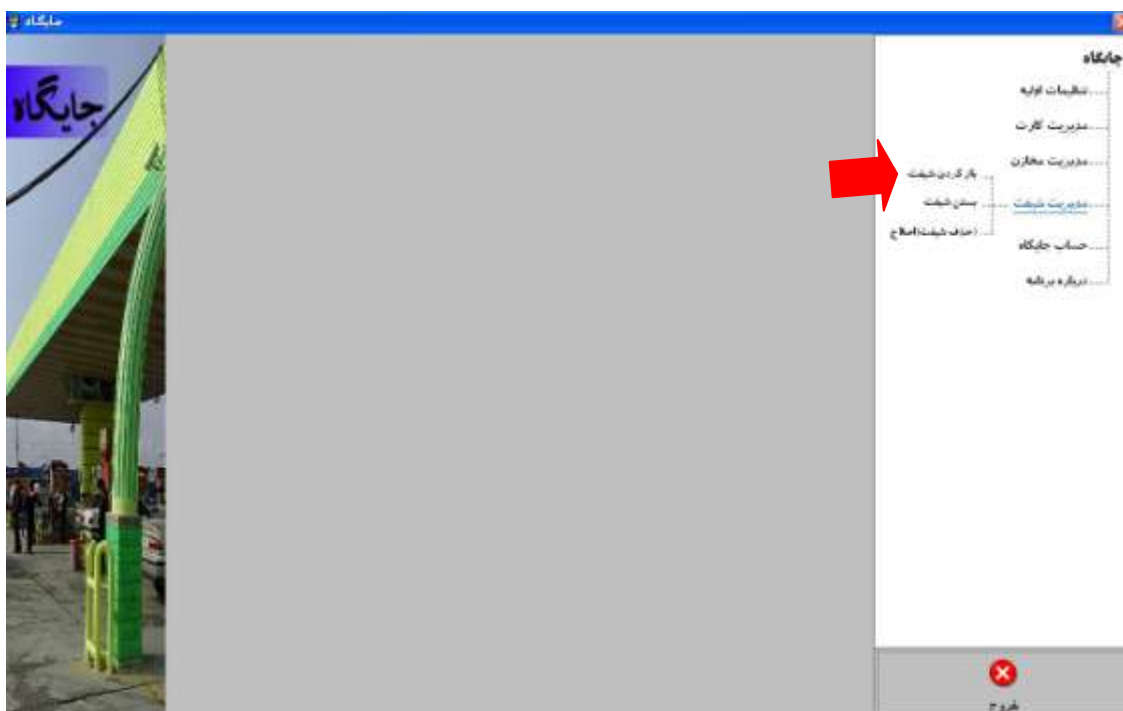 جایگاه
جایگاه
جایگاه
تنظیمات اولیه
مدیریت کارت
مدیریت مخازن
باز کردن شیفت
مدیریت شیفت
بستن شیفت
حذف شیفت(اصلاح)
حساب جایگاه
درباره برنامه
خروج